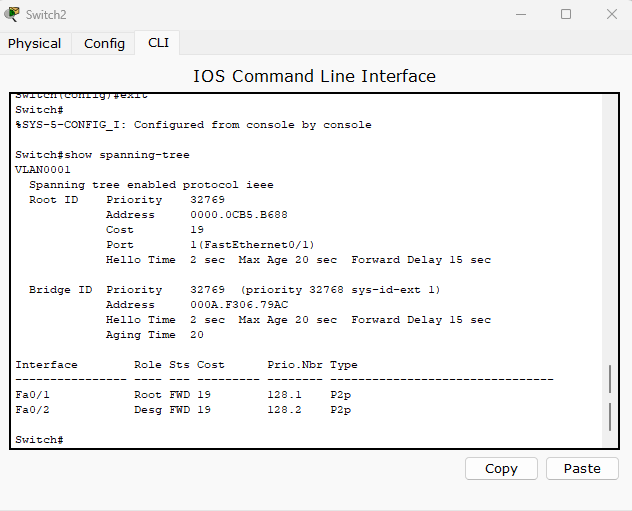 Switch2
Physical Config CLI
IOS Command Line Interface
Switch(config)#exit
Switch#
%SYS-5-CONFIG_I: Configured from console by console
Switch#show spanning-tree
VLAN0001
  Spanning tree enabled protocol ieee
  Root ID    Priority    32769
             Address     0000.0CB5.B688
             Cost        19
             Port        1(FastEthernet0/1)
             Hello Time  2 sec  Max Age 20 sec  Forward Delay 15 sec
  Bridge ID  Priority    32769  (priority 32768 sys-id-ext 1)
             Address     000A.F306.79AC
             Hello Time  2 sec  Max Age 20 sec  Forward Delay 15 sec
             Aging Time  20
Interface        Role Sts Cost      Prio.Nbr Type
---------------- ---- --- --------- -------- --------------------------------
Fa0/1            Root FWD 19        128.1    P2p
Fa0/2            Desg FWD 19        128.2    P2p
Switch#
Copy Paste